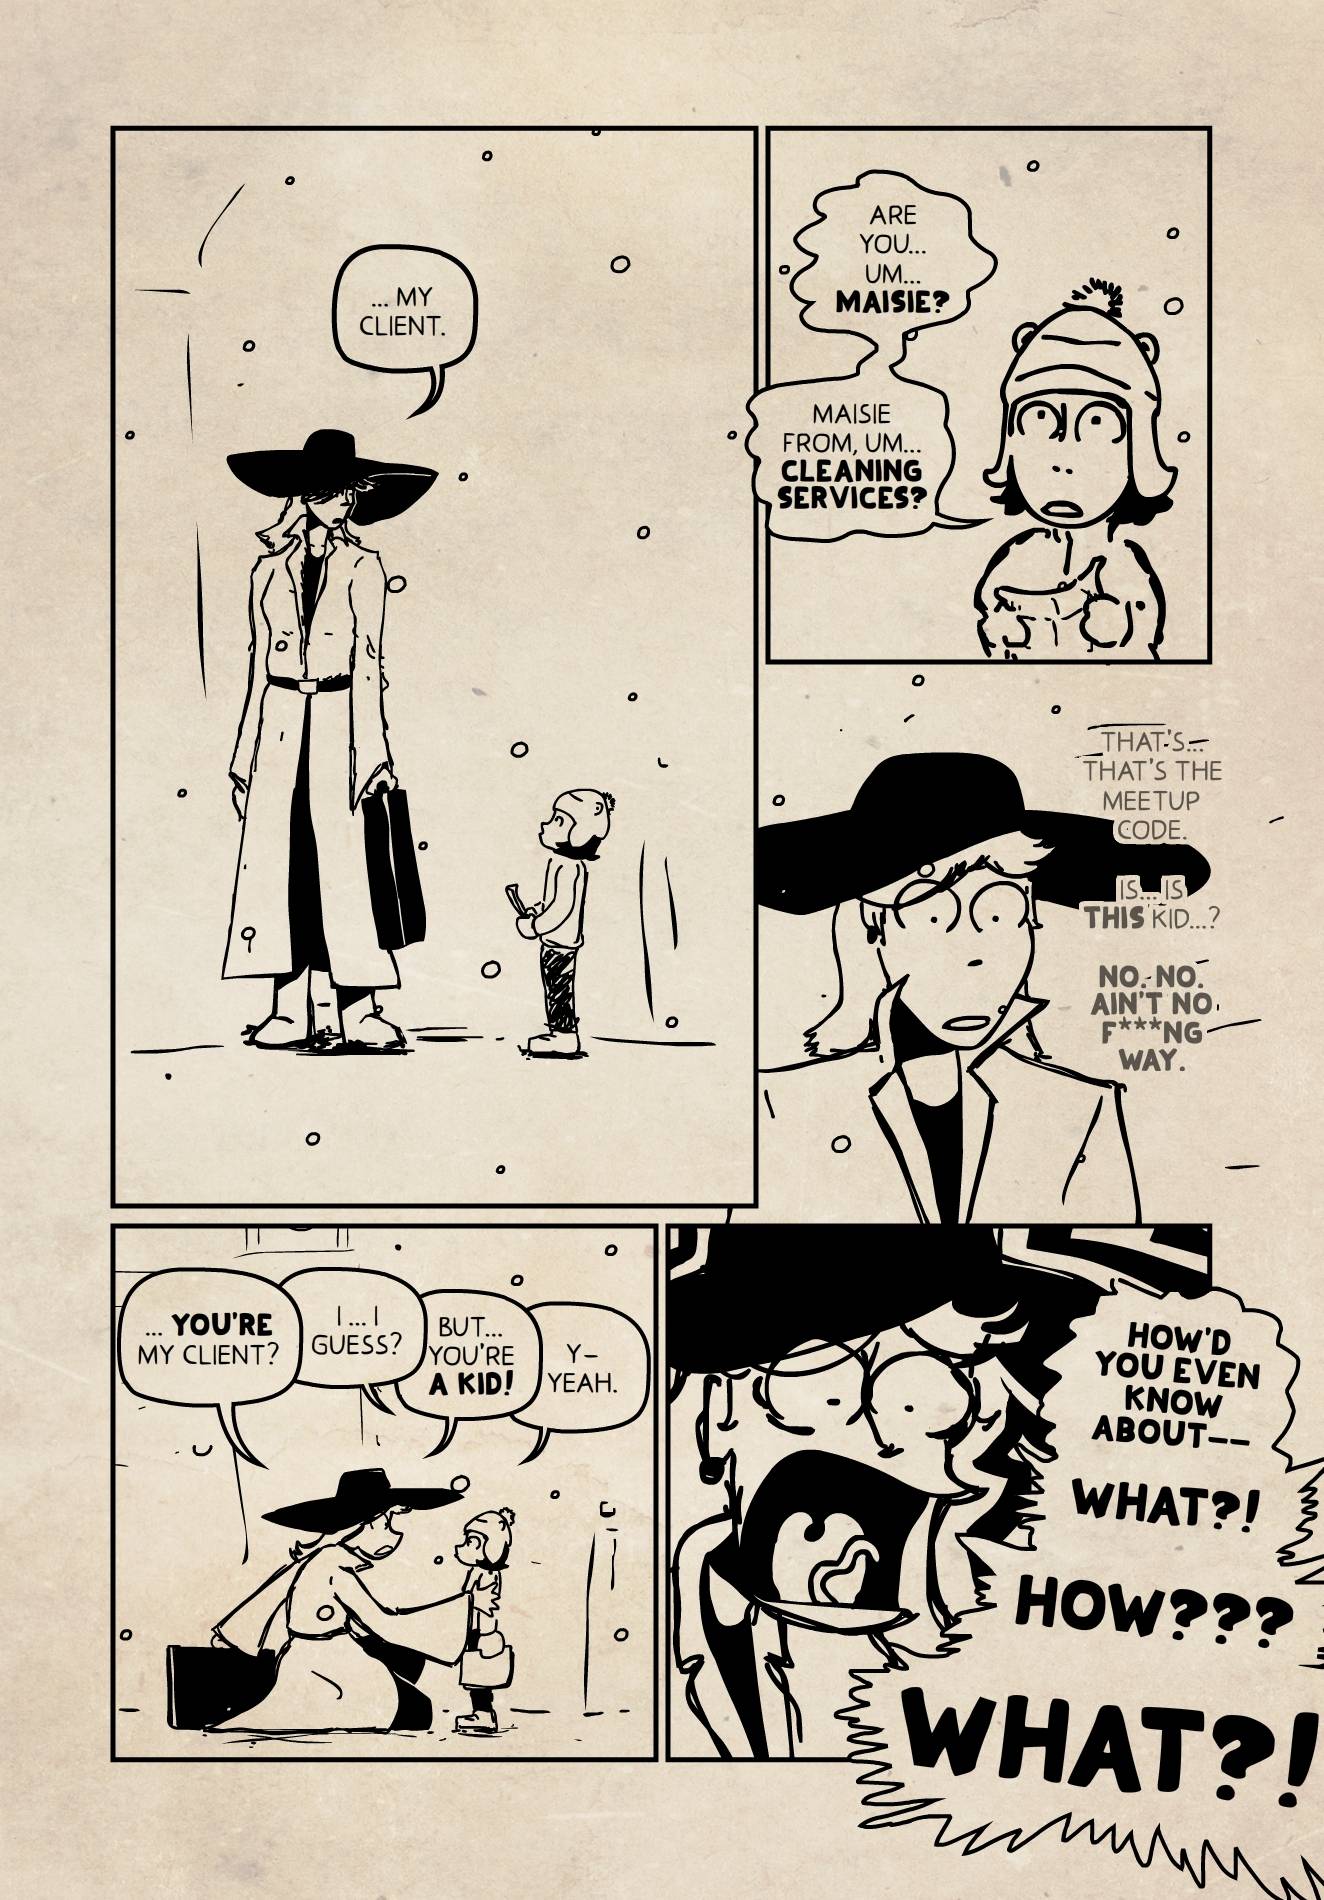 ... MY
CLIENT.
ARE
YOU...
UM...
MAISIE?
MAISIE
FROM, UM...
CLEANING
SERVICES?
THAT'S...
THAT'S THE
MEETUP
CODE.
IS... IS
THIS KID...?
NO. NO.
AIN'T NO
F***NG
WAY.
... YOU'RE
MY CLIENT?
I... I
GUESS?
BUT...
YOU'RE
A KID!
Y-
YEAH.
HOW'D
YOU EVEN
KNOW
ABOUT--
WHAT?!
HOW???
WHAT?!